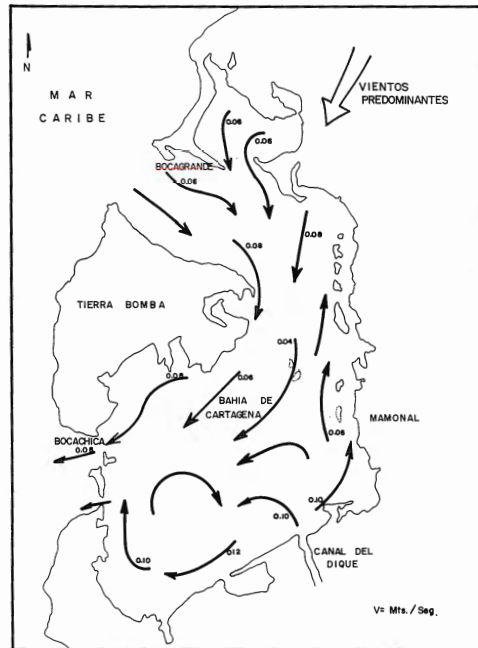 N
MAR
CARIBE
VIENTOS
PREDOMINANTES
0.06
0.06
BOCAGRANDE
0.06
0.08
0.08
TIERRA BOMBA
0.04
0.08
0.06
BAHIA DE
CARTAGENA
MAMONAL
BOCACHICA
0.08
0.06
0.10
0.10
0.10
0.12
CANAL DEL
DIQUE
V= Mts./Seg.